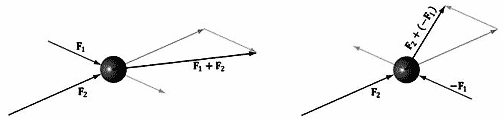 F₁
F₂
F₁ + F₂
F₂ + (−F₁)
F₂
−F₁